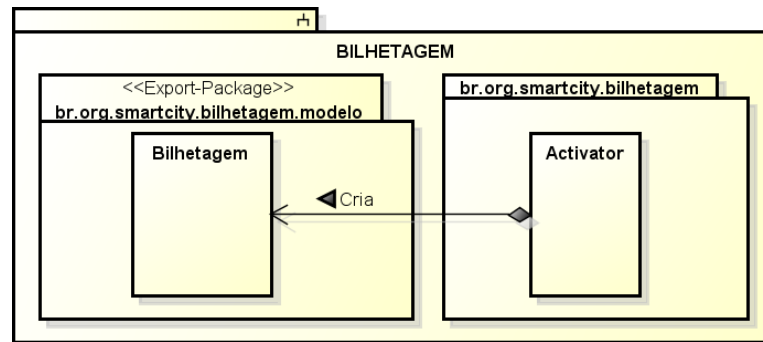 BILHETAGEM
<<Export-Package>>
br.org.smartcity.bilhetagem.modelo
br.org.smartcity.bilhetagem
Bilhetagem
Activator
Cria